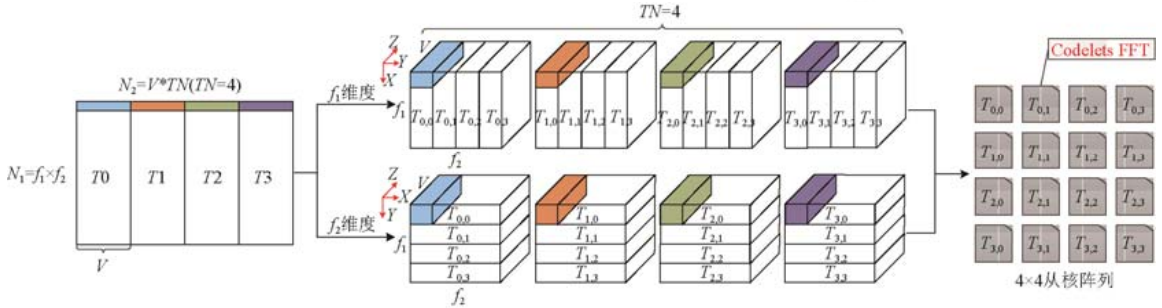 TN=4
N₂=V*TN(TN=4)
N₁=f₁×f₂
T0 T1 T2 T3
V
f₁维度
f₂维度
Z
Y
X
V
f₁
T₀,₀ T₀,₁ T₀,₂ T₀,₃
T₁,₀ T₁,₁ T₁,₂ T₁,₃
T₂,₀ T₂,₁ T₂,₂ T₂,₃
T₃,₀ T₃,₁ T₃,₂ T₃,₃
f₂
Z
X
Y
V
f₁
T₀,₀ T₁,₀ T₂,₀ T₃,₀
T₀,₁ T₁,₁ T₂,₁ T₃,₁
T₀,₂ T₁,₂ T₂,₂ T₃,₂
T₀,₃ T₁,₃ T₂,₃ T₃,₃
f₂
Codelets FFT
T₀,₀ T₀,₁ T₀,₂ T₀,₃
T₁,₀ T₁,₁ T₁,₂ T₁,₃
T₂,₀ T₂,₁ T₂,₂ T₂,₃
T₃,₀ T₃,₁ T₃,₂ T₃,₃
4×4从核阵列